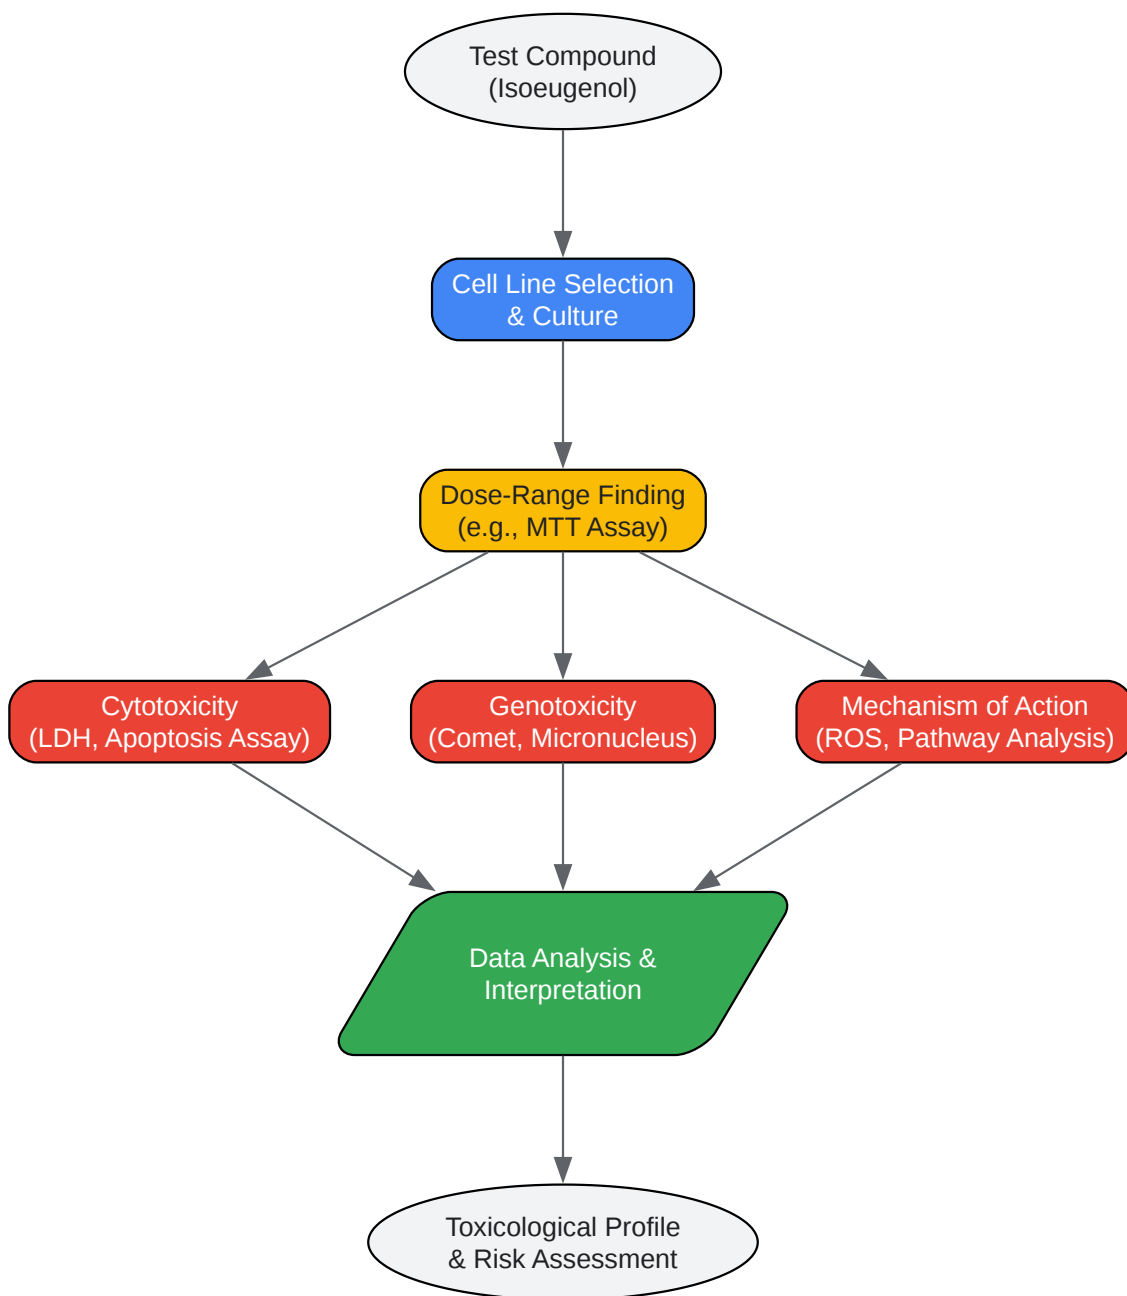 Test Compound
(Isoeugenol)
Cell Line Selection
& Culture
Dose-Range Finding
(e.g., MTT Assay)
Cytotoxicity
(LDH, Apoptosis Assay)
Genotoxicity
(Comet, Micronucleus)
Mechanism of Action
(ROS, Pathway Analysis)
Data Analysis &
Interpretation
Toxicological Profile
& Risk Assessment